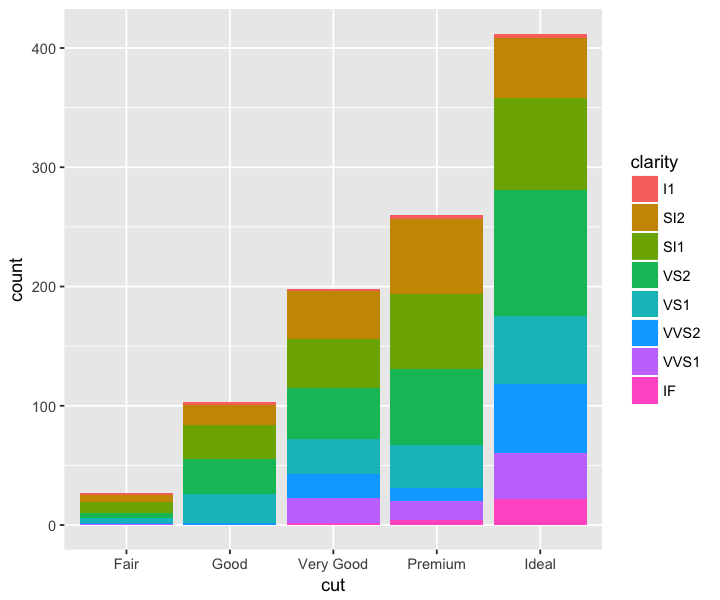 400
300
200
100
0
count
Fair Good Very Good Premium Ideal
cut
clarity
I1
SI2
SI1
VS2
VS1
VVS2
VVS1
IF